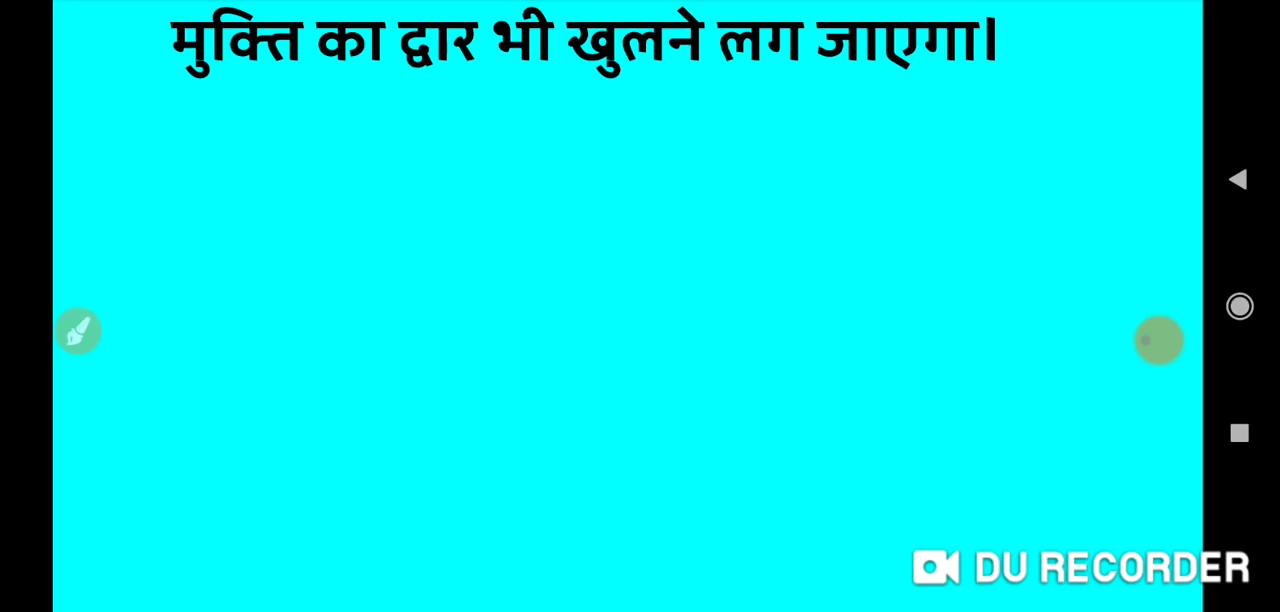 मुक्ति का द्वार भी खुलने लग जाएगा।
DU RECORDER